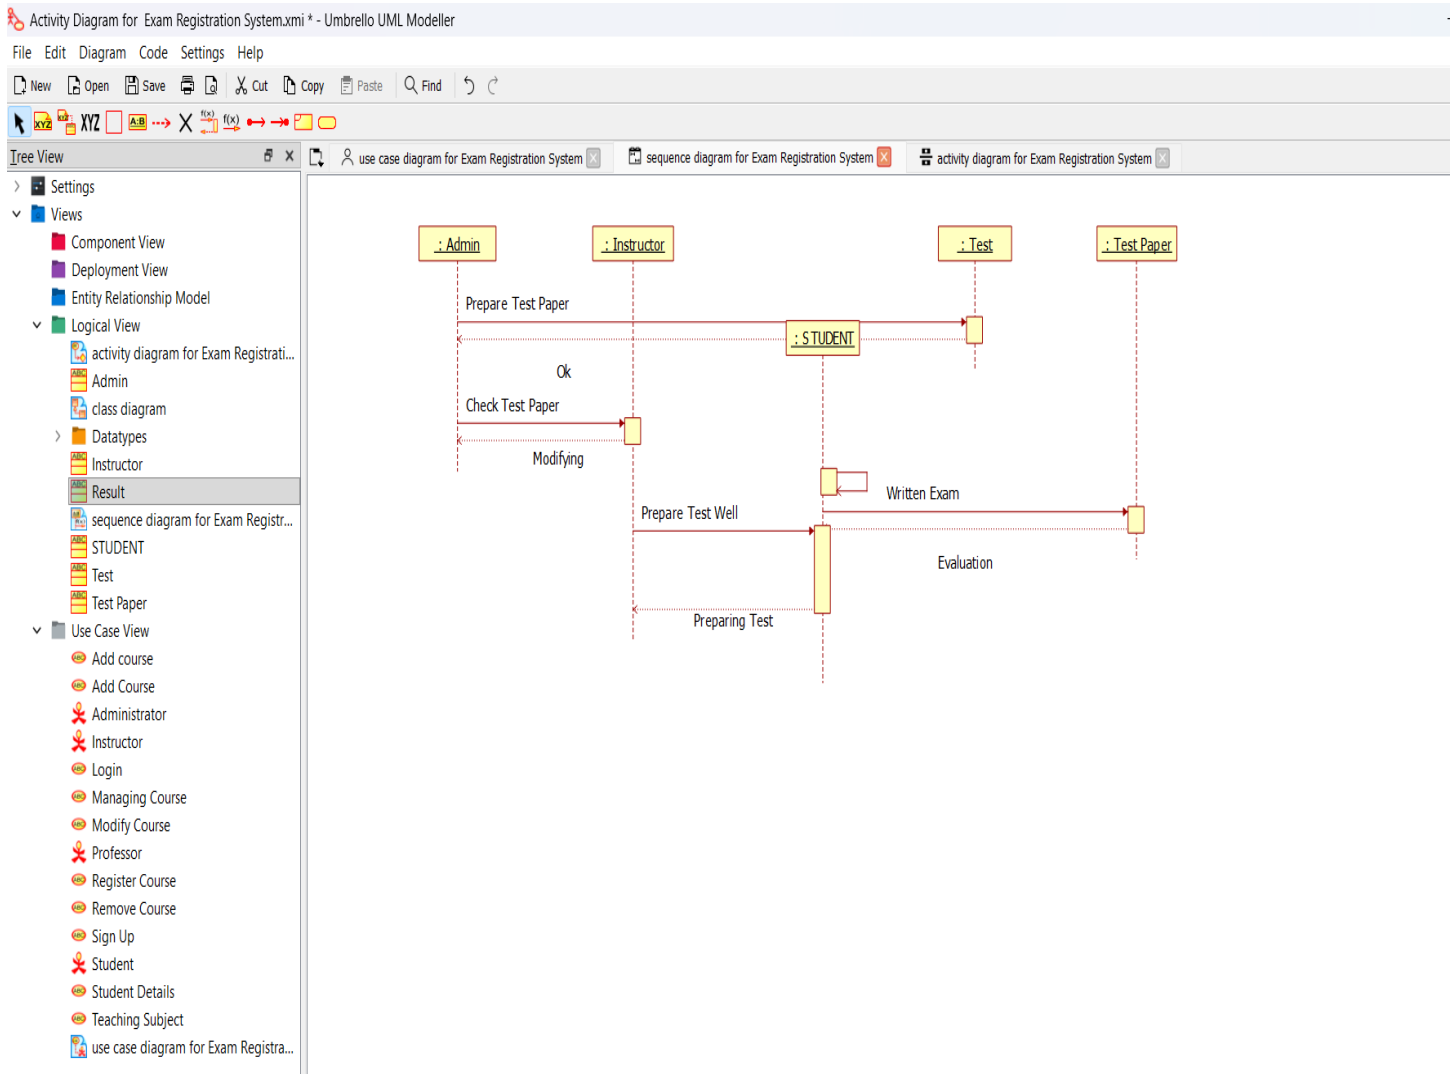 Activity Diagram for Exam Registration System.xmi * - Umbrello UML Modeller
File Edit Diagram Code Settings Help
New Open Save Cut Copy Paste Find
XYZ XYZ A:B f(x) f(x)
Tree View
use case diagram for Exam Registration System
sequence diagram for Exam Registration System
activity diagram for Exam Registration System
Settings
Views
Component View
Deployment View
Entity Relationship Model
Logical View
activity diagram for Exam Registrati...
Admin
class diagram
Datatypes
Instructor
Result
sequence diagram for Exam Registr...
STUDENT
Test
Test Paper
Use Case View
Add course
Add Course
Administrator
Instructor
Login
Managing Course
Modify Course
Professor
Register Course
Remove Course
Sign Up
Student
Student Details
Teaching Subject
use case diagram for Exam Registra...
: Admin
: Instructor
: Test
: Test Paper
Prepare Test Paper
: STUDENT
Ok
Check Test Paper
Modifying
Written Exam
Prepare Test Well
Evaluation
Preparing Test